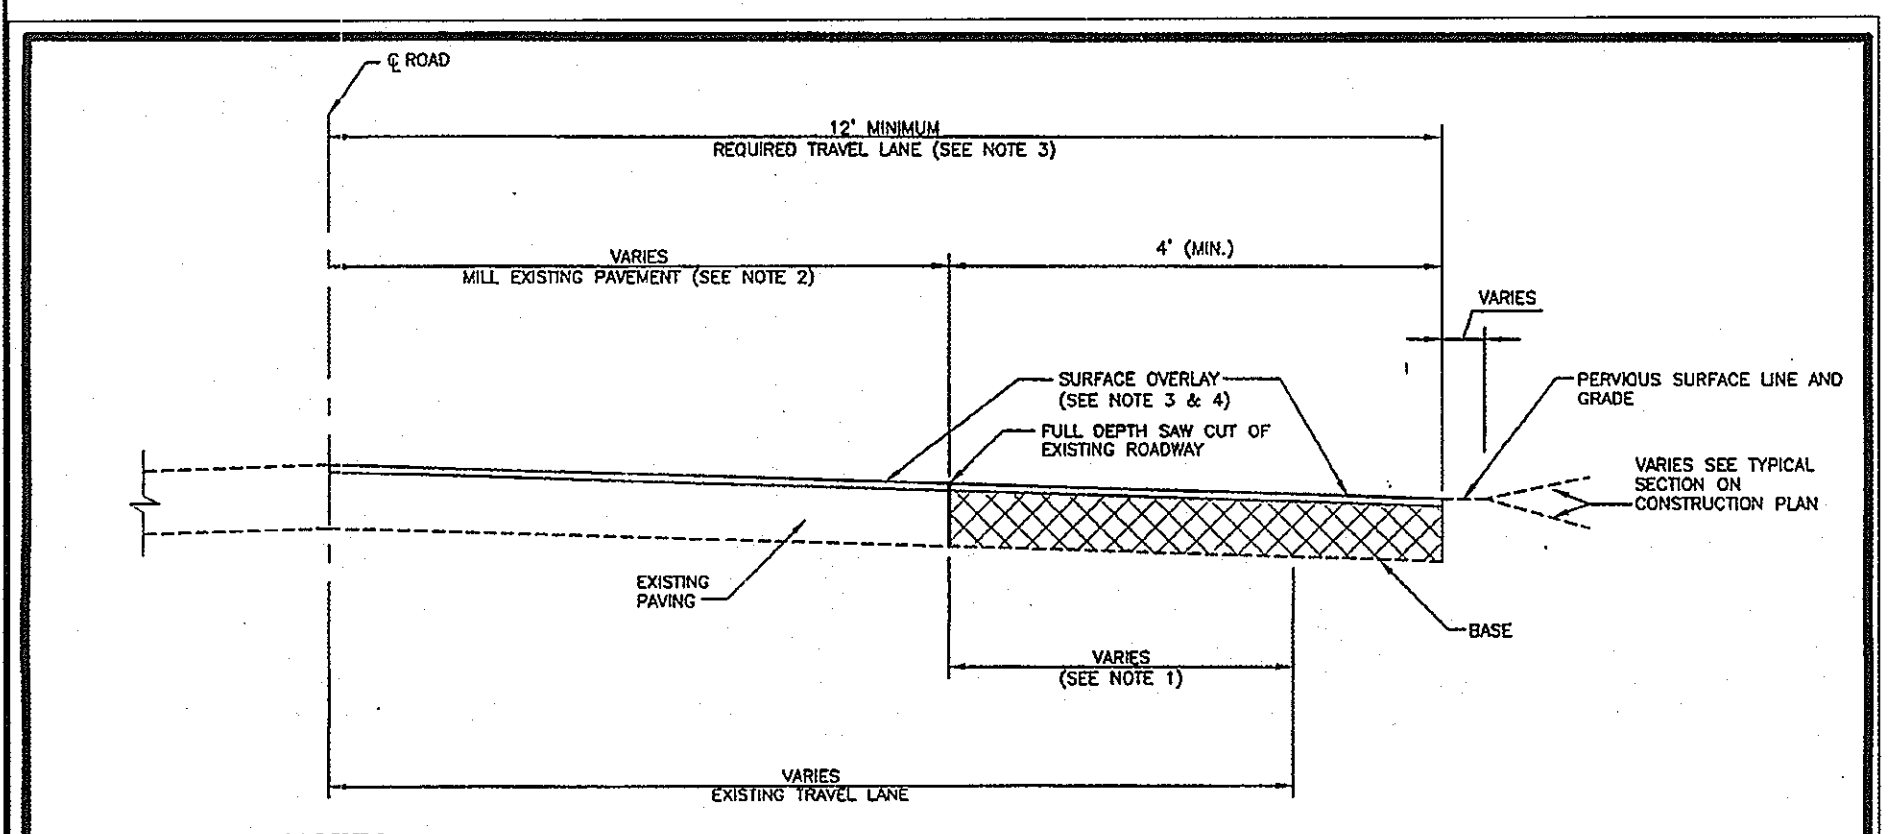 ℄ ROAD
12' MINIMUM
REQUIRED TRAVEL LANE (SEE NOTE 3)
VARIES
MILL EXISTING PAVEMENT (SEE NOTE 2)
4' (MIN.)
VARIES
SURFACE OVERLAY
(SEE NOTE 3 & 4)
FULL DEPTH SAW CUT OF
EXISTING ROADWAY
PERVIOUS SURFACE LINE AND
GRADE
VARIES SEE TYPICAL
SECTION ON
CONSTRUCTION PLAN
EXISTING
PAVING
BASE
VARIES
(SEE NOTE 1)
VARIES
EXISTING TRAVEL LANE